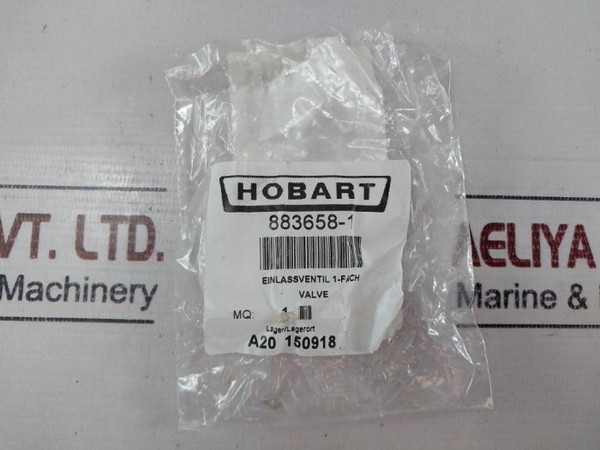 HOBART
883658-1
EINLASSVENTIL 1-FACH
VALVE
MQ: 1
Lager/Lagerort
A20 150918
VT. LTD.
Machinery
AELIYA
Marine &